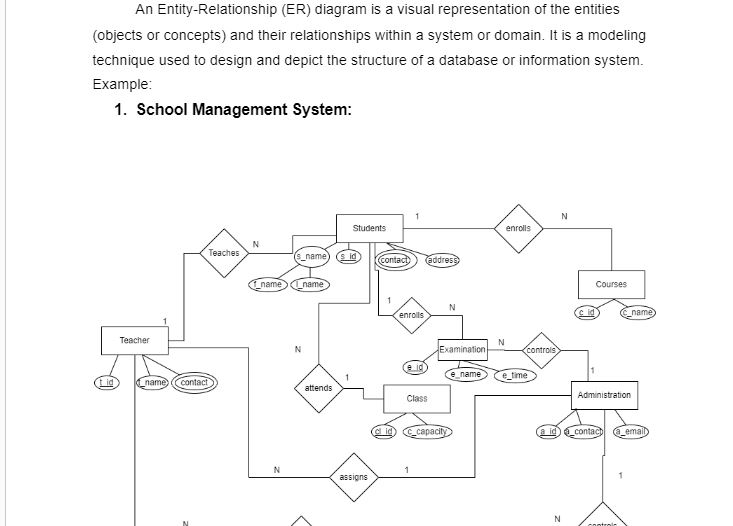 An Entity-Relationship (ER) diagram is a visual representation of the entities
(objects or concepts) and their relationships within a system or domain. It is a modeling
technique used to design and depict the structure of a database or information system.
Example:
1. School Management System:
1
N
Students
enrolls
N
Teaches
s_name
s_id
contact
address
f_name
l_name
Courses
1
N
enrolls
c_id
c_name
1
Teacher
N
Examination
N
controls
1
e_id
e_name
e_time
t_id
t_name
contact
attends
1
Class
Administration
cl_id
c_capacity
a_id
a_contact
a_email
N
assigns
1
1
N
N
controls